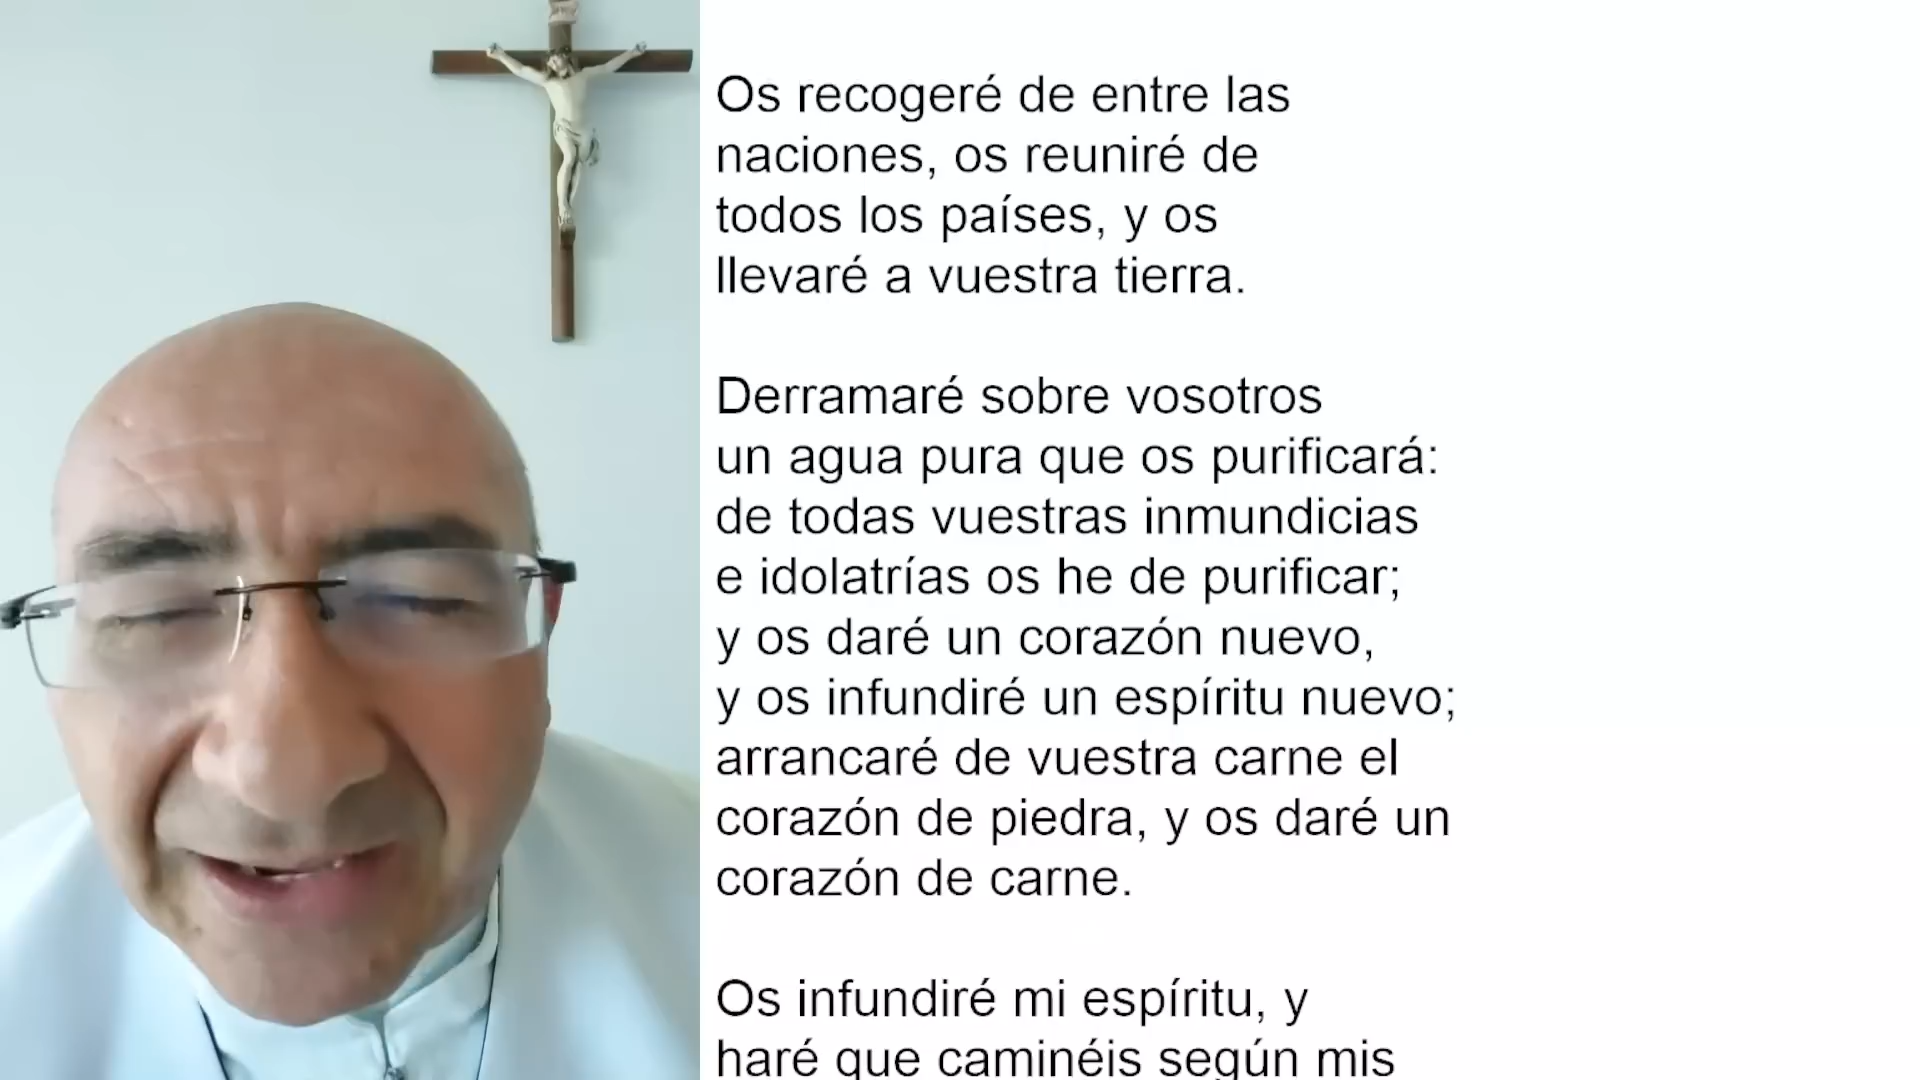 Os recogeré de entre las
naciones, os reuniré de
todos los países, y os
llevaré a vuestra tierra.
Derramaré sobre vosotros
un agua pura que os purificará:
de todas vuestras inmundicias
e idolatrías os he de purificar;
y os daré un corazón nuevo,
y os infundiré un espíritu nuevo;
arrancaré de vuestra carne el
corazón de piedra, y os daré un
corazón de carne.
Os infundiré mi espíritu, y
haré que caminéis según mis